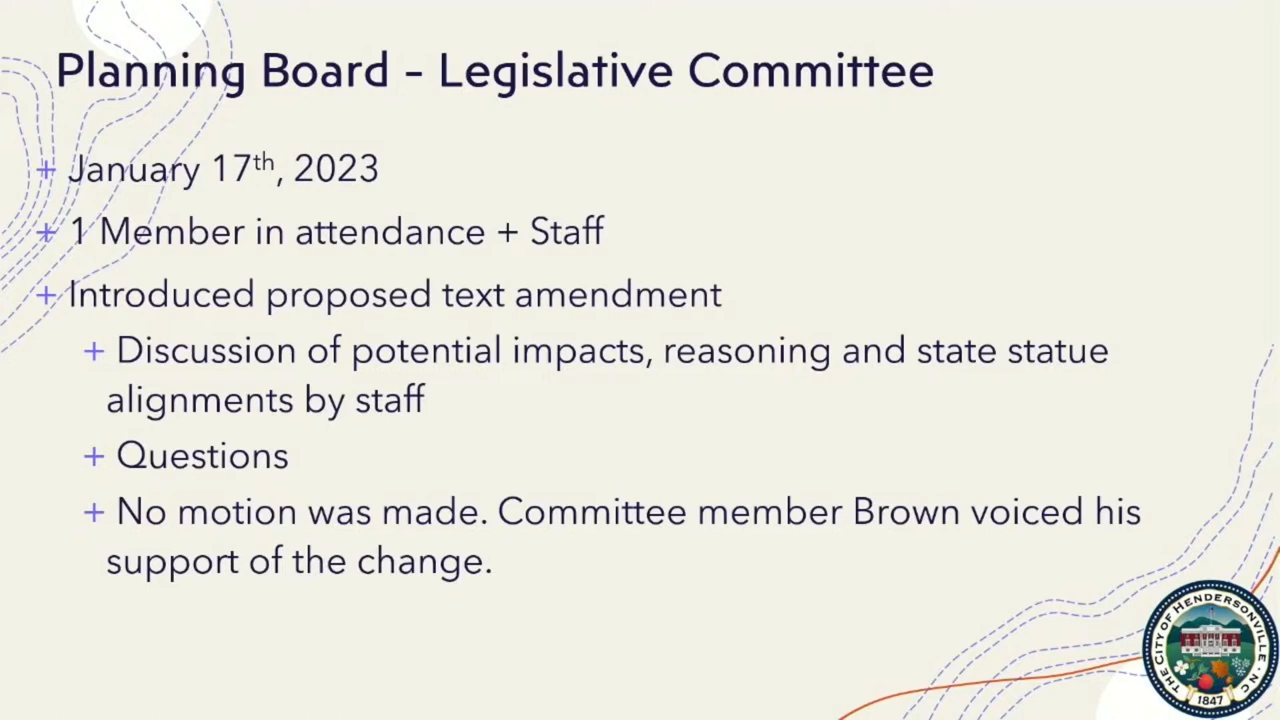 Planning Board - Legislative Committee
+ January 17th, 2023
+ 1 Member in attendance + Staff
+ Introduced proposed text amendment
+ Discussion of potential impacts, reasoning and state statue
alignments by staff
+ Questions
+ No motion was made. Committee member Brown voiced his
support of the change.
THE CITY OF HENDERSONVILLE · NC
1847